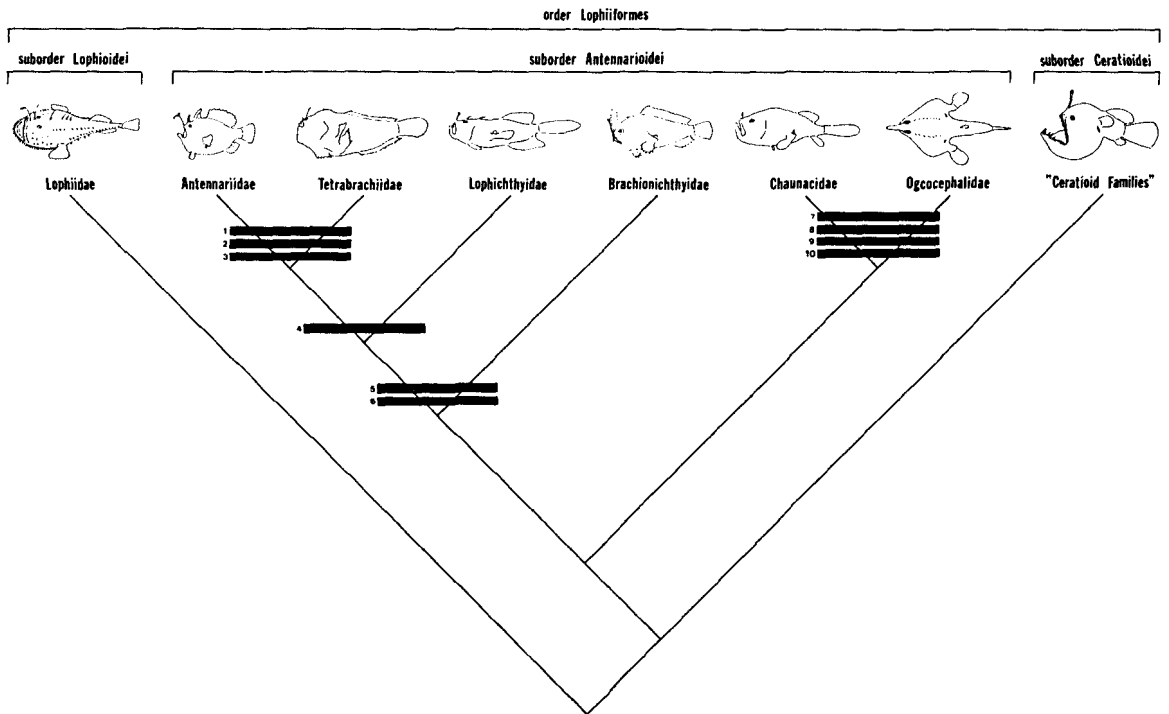 order Lophiiformes
suborder Lophioidei
suborder Antennarioidei
suborder Ceratioidei
Lophiidae
Antennariidae
Tetrabrachiidae
Lophichthyidae
Brachionichthyidae
Chaunacidae
Ogcocephalidae
"Ceratioid Families"
1
2
3
7
8
9
10
4
5
6